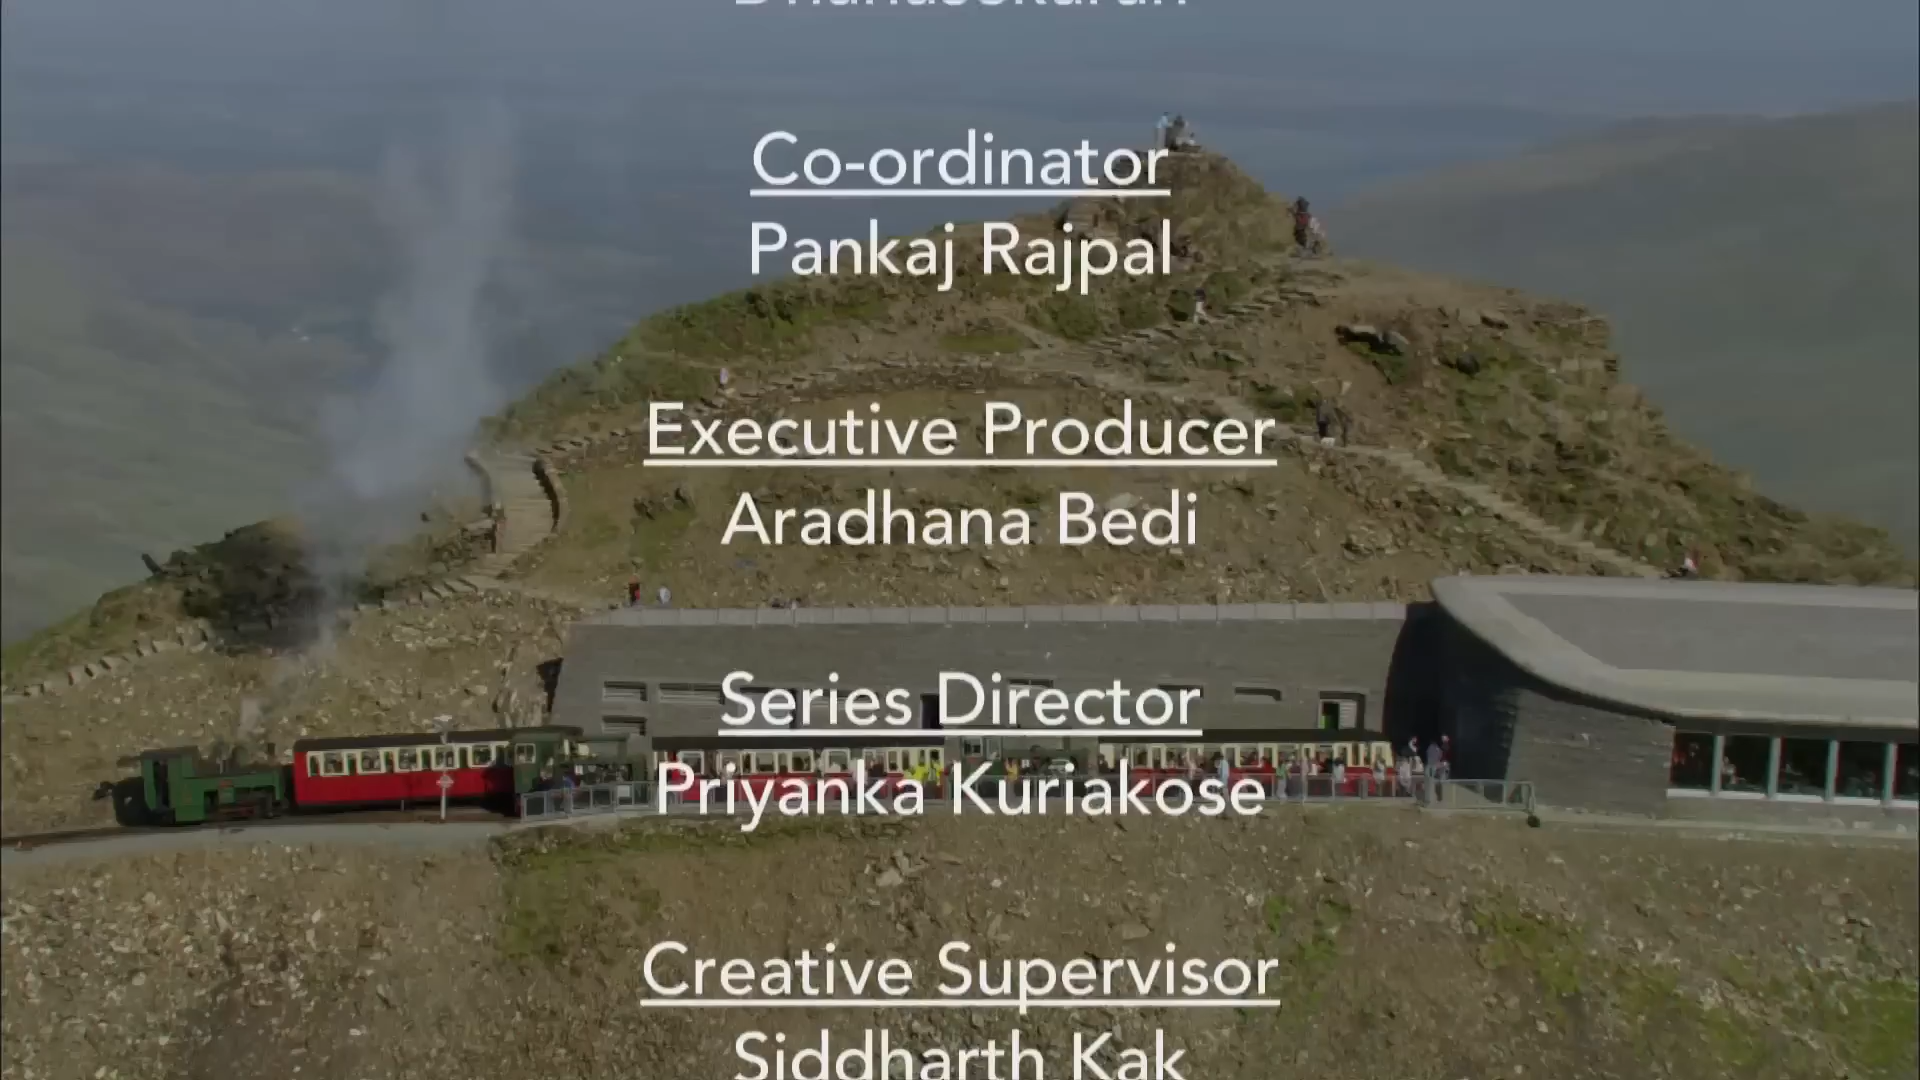 Co-ordinator
Pankaj Rajpal
Executive Producer
Aradhana Bedi
Series Director
Priyanka Kuriakose
Creative Supervisor
Siddharth Kak